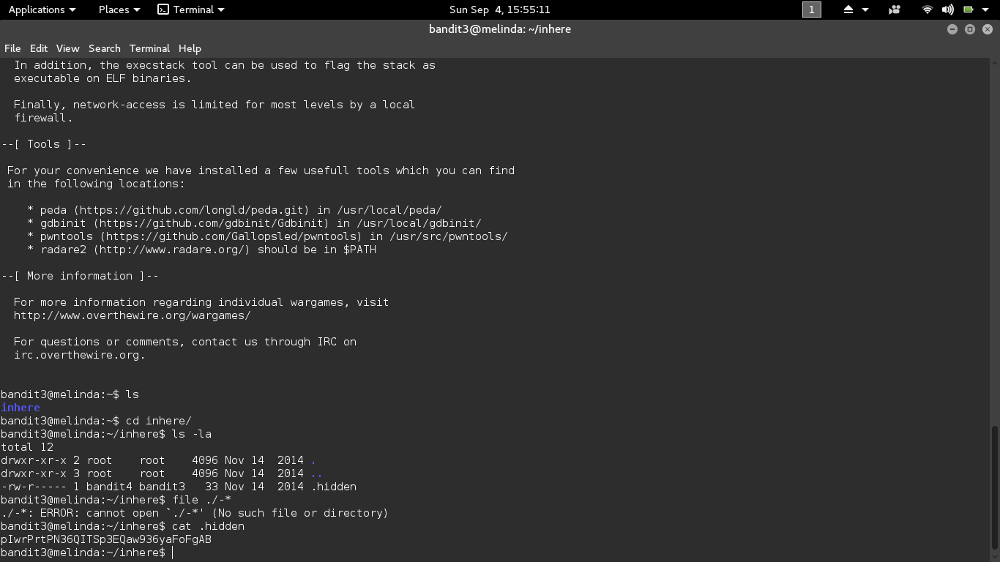 Applications Places Terminal Sun Sep 4, 15:55:11 1
bandit3@melinda: ~/inhere
File Edit View Search Terminal Help
In addition, the execstack tool can be used to flag the stack as
executable on ELF binaries.
Finally, network-access is limited for most levels by a local
firewall.
--[ Tools ]--
For your convenience we have installed a few usefull tools which you can find
in the following locations:
* peda (https://github.com/longld/peda.git) in /usr/local/peda/
* gdbinit (https://github.com/gdbinit/Gdbinit) in /usr/local/gdbinit/
* pwntools (https://github.com/Gallopsled/pwntools) in /usr/src/pwntools/
* radare2 (http://www.radare.org/) should be in $PATH
--[ More information ]--
For more information regarding individual wargames, visit
http://www.overthewire.org/wargames/
For questions or comments, contact us through IRC on
irc.overthewire.org.
bandit3@melinda:~$ ls
inhere
bandit3@melinda:~$ cd inhere/
bandit3@melinda:~/inhere$ ls -la
total 12
drwxr-xr-x 2 root    root    4096 Nov 14  2014 .
drwxr-xr-x 3 root    root    4096 Nov 14  2014 ..
-rw-r----- 1 bandit4 bandit3   33 Nov 14  2014 .hidden
bandit3@melinda:~/inhere$ file ./-*
./-*: ERROR: cannot open `./-*' (No such file or directory)
bandit3@melinda:~/inhere$ cat .hidden
pIwrPrtPN36QITSp3EQaw936yaFoFgAB
bandit3@melinda:~/inhere$